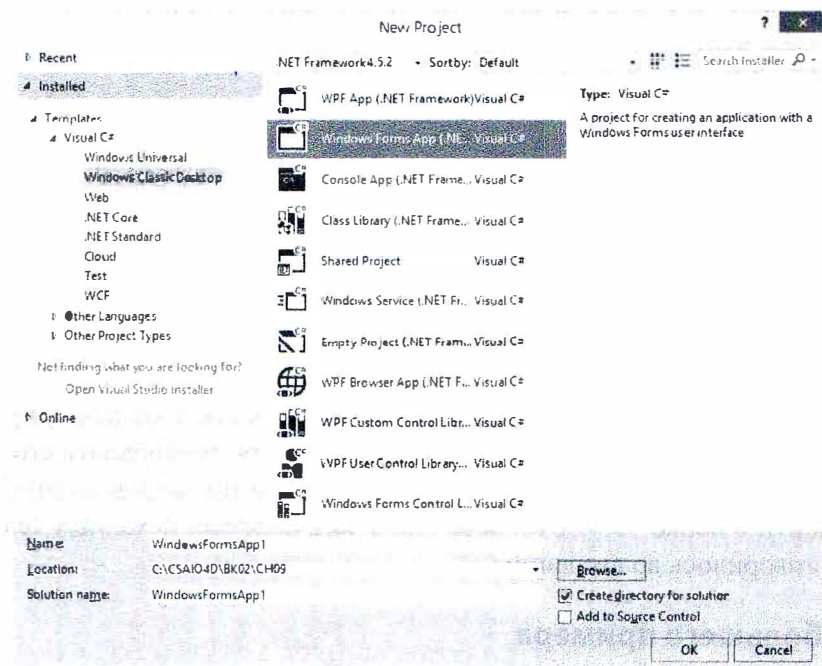 New Project
? ×
Recent
Installed
Templates
Visual C#
Windows Universal
Windows Classic Desktop
Web
.NET Core
.NET Standard
Cloud
Test
WCF
Other Languages
Other Project Types
Not finding what you are looking for?
Open Visual Studio Installer
Online
.NET Framework 4.5.2 Sort by: Default
WPF App (.NET Framework) Visual C#
Windows Forms App (.NE... Visual C#
Console App (.NET Frame... Visual C#
Class Library (.NET Frame... Visual C#
Shared Project Visual C#
Windows Service (.NET Fr... Visual C#
Empty Project (.NET Fram... Visual C#
WPF Browser App (.NET F... Visual C#
WPF Custom Control Libr... Visual C#
WPF User Control Library... Visual C#
Windows Forms Control L... Visual C#
Search Installed
Type: Visual C#
A project for creating an application with a
Windows Forms user interface
Name: WindowsFormsApp1
Location: C:\CSAIO4D\BK02\CH09
Browse...
Solution name: WindowsFormsApp1
Create directory for solution
Add to Source Control
OK Cancel